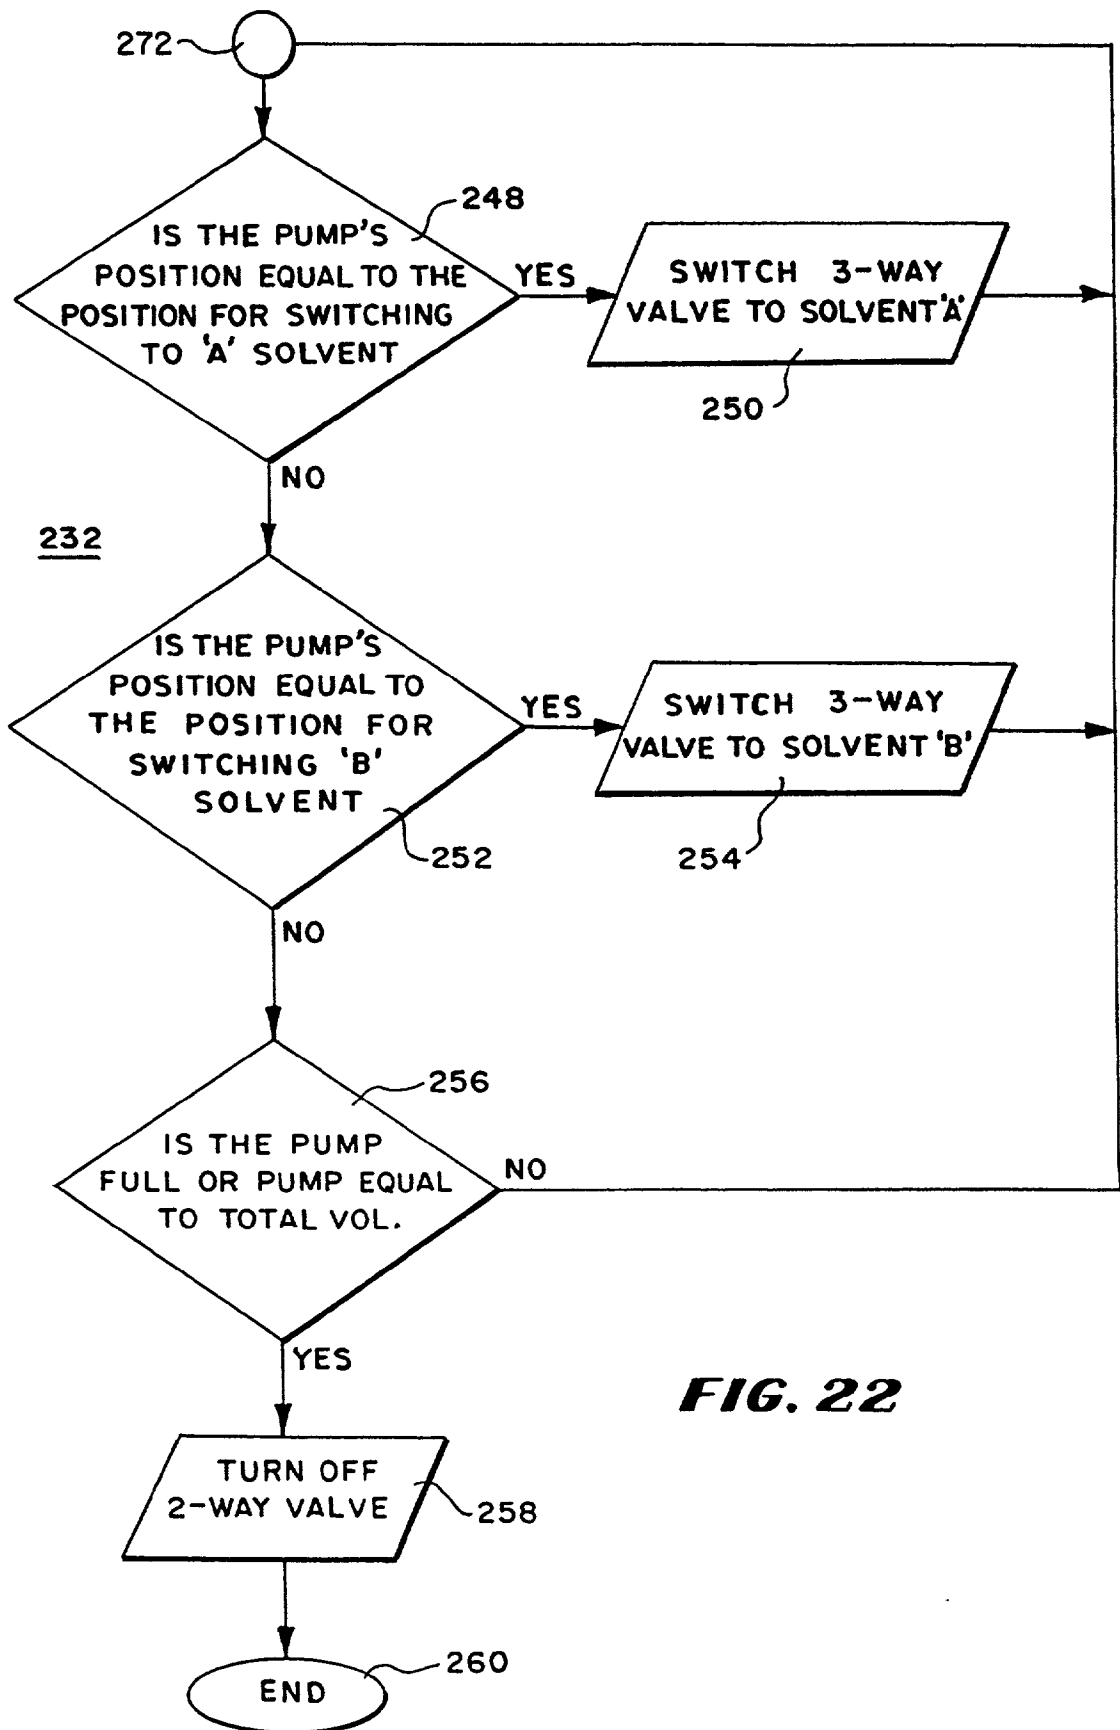 272
248
IS THE PUMP'S
POSITION EQUAL TO THE
POSITION FOR SWITCHING
TO 'A' SOLVENT
YES
SWITCH 3-WAY
VALVE TO SOLVENT 'A'
250
NO
232
IS THE PUMP'S
POSITION EQUAL TO
THE POSITION FOR
SWITCHING 'B'
SOLVENT
252
YES
SWITCH 3-WAY
VALVE TO SOLVENT 'B'
254
NO
256
IS THE PUMP
FULL OR PUMP EQUAL
TO TOTAL VOL.
NO
YES
FIG. 22
TURN OFF
2-WAY VALVE
258
END
260